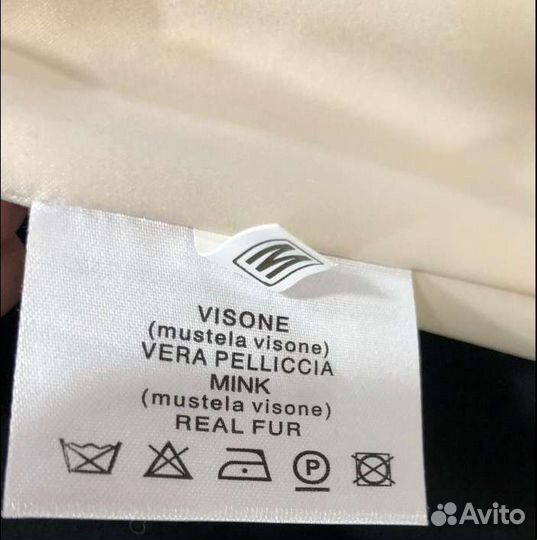 M
VISONE
(mustela visone)
VERA PELLICCIA
MINK
(mustela visone)
REAL FUR
P
Avito